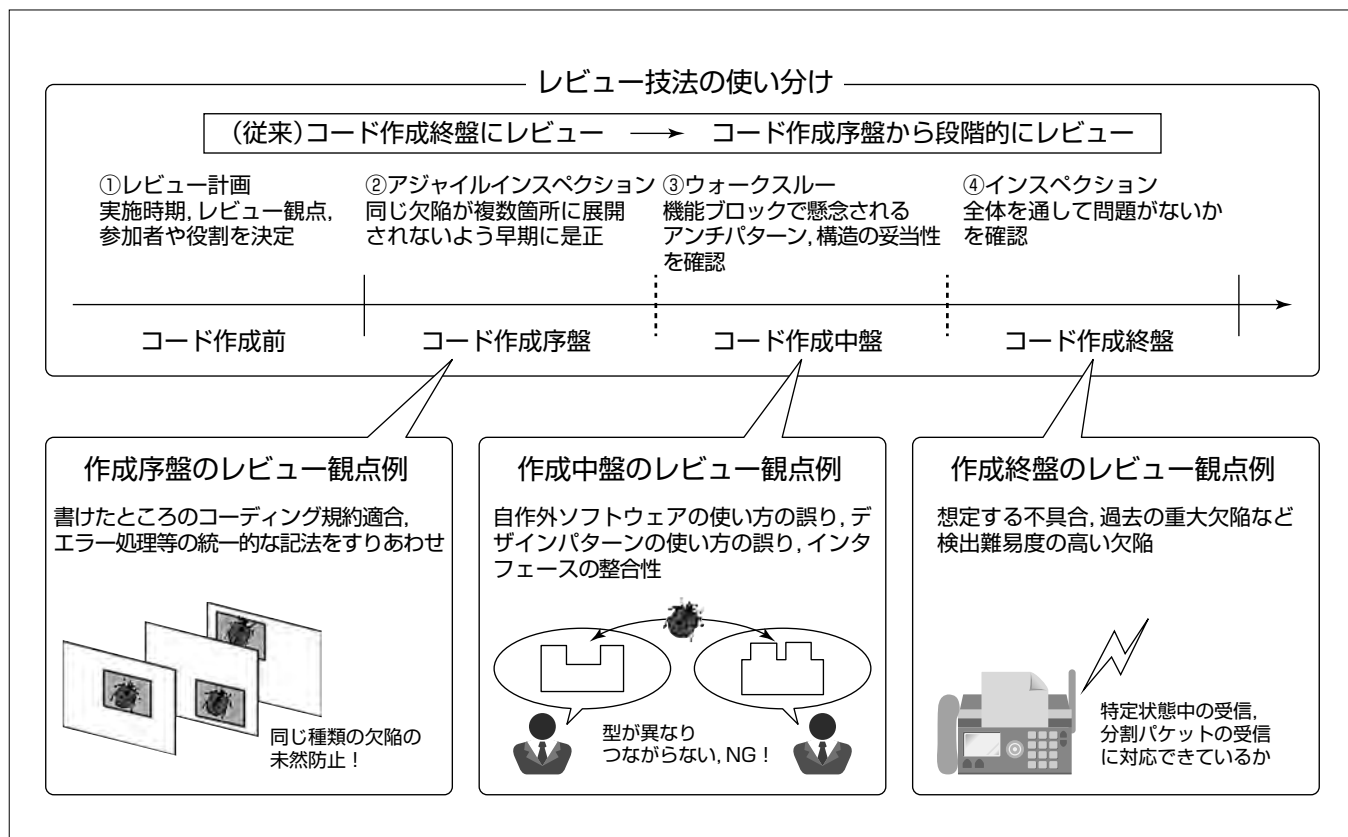 レビュー技法の使い分け
(従来)コード作成終盤にレビュー → コード作成序盤から段階的にレビュー
①レビュー計画
実施時期,レビュー観点,
参加者や役割を決定
②アジャイルインスペクション
同じ欠陥が複数箇所に展開
されないよう早期に是正
③ウォークスルー
機能ブロックで懸念される
アンチパターン,構造の妥当性
を確認
④インスペクション
全体を通して問題がないか
を確認
コード作成前
コード作成序盤
コード作成中盤
コード作成終盤
作成序盤のレビュー観点例
書けたところのコーディング規約適合,
エラー処理等の統一的な記法をすりあわせ
同じ種類の欠陥の
未然防止!
作成中盤のレビュー観点例
自作外ソフトウェアの使い方の誤り,デ
ザインパターンの使い方の誤り,インタ
フェースの整合性
型が異なり
つながらない,NG!
作成終盤のレビュー観点例
想定する不具合,過去の重大欠陥など
検出難易度の高い欠陥
特定状態中の受信,
分割パケットの受信
に対応できているか